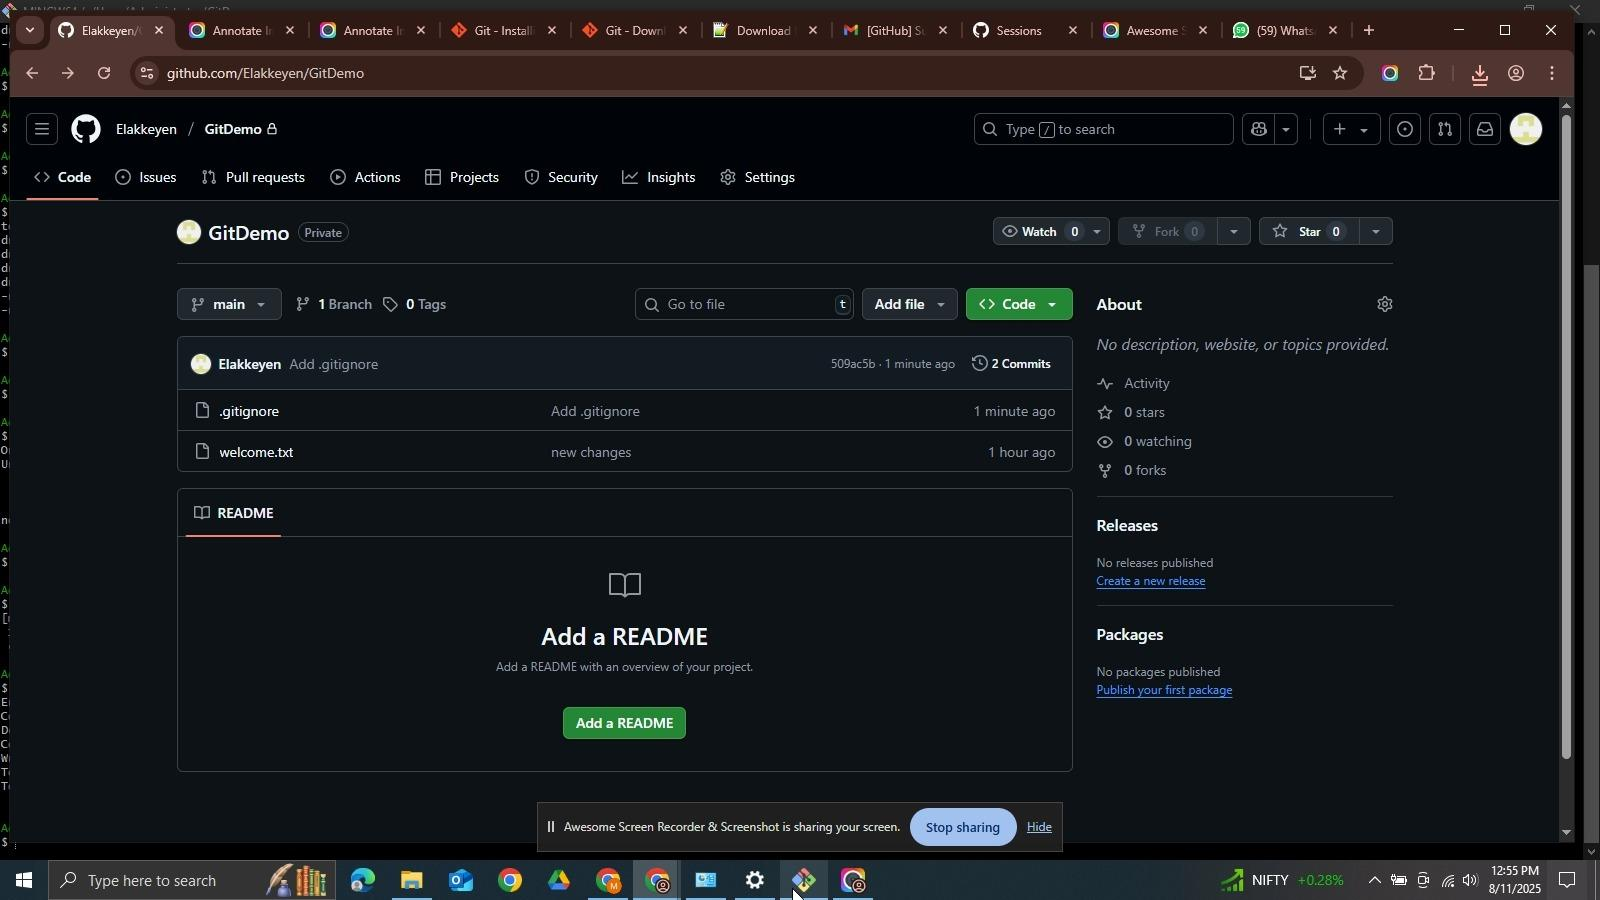 Elakkeyen/
Annotate I
Annotate I
Git - Install
Git - Down
Download
[GitHub] S
Sessions
Awesome S
(59) Whats
github.com/Elakkeyen/GitDemo
Elakkeyen / GitDemo
Type / to search
Code
Issues
Pull requests
Actions
Projects
Security
Insights
Settings
GitDemo Private
Watch 0
Fork 0
Star 0
main
1 Branch
0 Tags
Go to file t
Add file
Code
About
No description, website, or topics provided.
Elakkeyen Add .gitignore
509ac5b · 1 minute ago
2 Commits
.gitignore Add .gitignore 1 minute ago
welcome.txt new changes 1 hour ago
Activity
0 stars
0 watching
0 forks
README
Add a README
Add a README with an overview of your project.
Add a README
Releases
No releases published
Create a new release
Packages
No packages published
Publish your first package
Awesome Screen Recorder & Screenshot is sharing your screen.
Stop sharing
Hide
Type here to search
NIFTY +0.28%
12:55 PM
8/11/2025